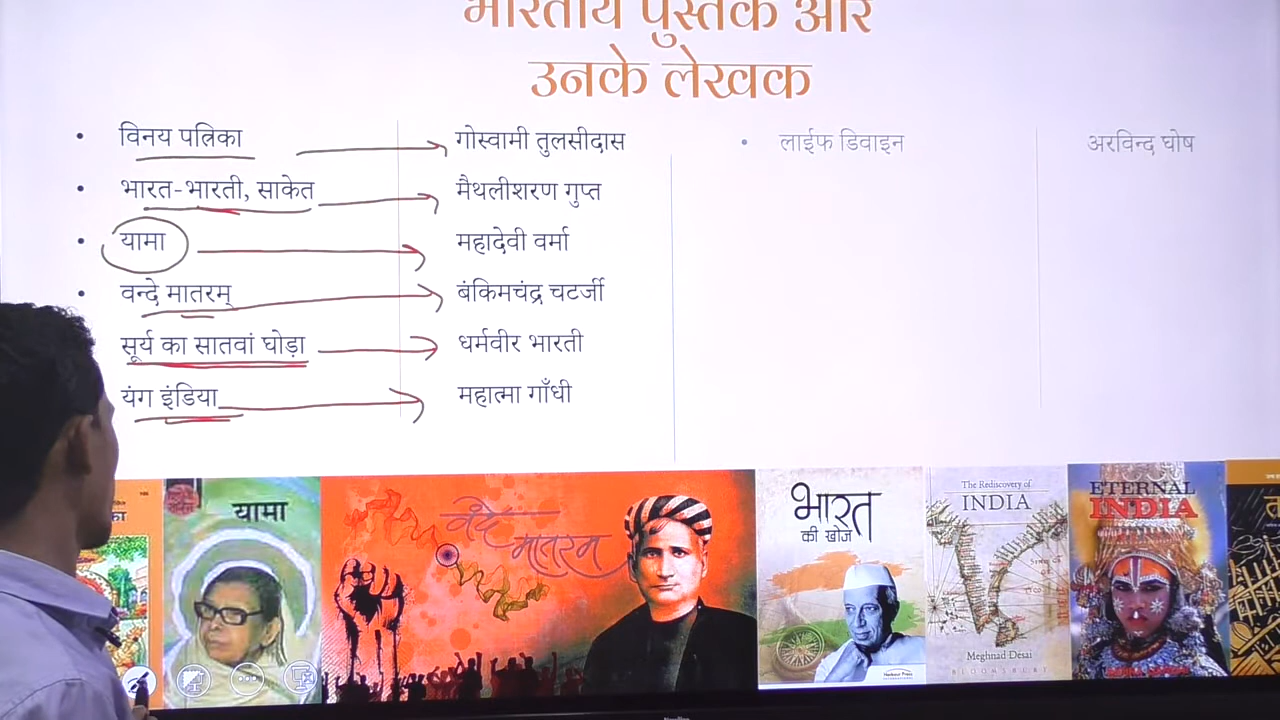 भारतीय पुस्तक और
उनके लेखक
• विनय पत्रिका
गोस्वामी तुलसीदास
• भारत-भारती, साकेत
मैथलीशरण गुप्त
• यामा
महादेवी वर्मा
• वन्दे मातरम्
बंकिमचंद्र चटर्जी
सूर्य का सातवां घोड़ा
धर्मवीर भारती
यंग इंडिया
महात्मा गाँधी
• लाईफ डिवाइन
अरविन्द घोष
यामा
वंदे
मातरम
भारत
की खोज
The Rediscovery of
INDIA
Meghnad Desai
BLOOMSBURY
ETERNAL
INDIA